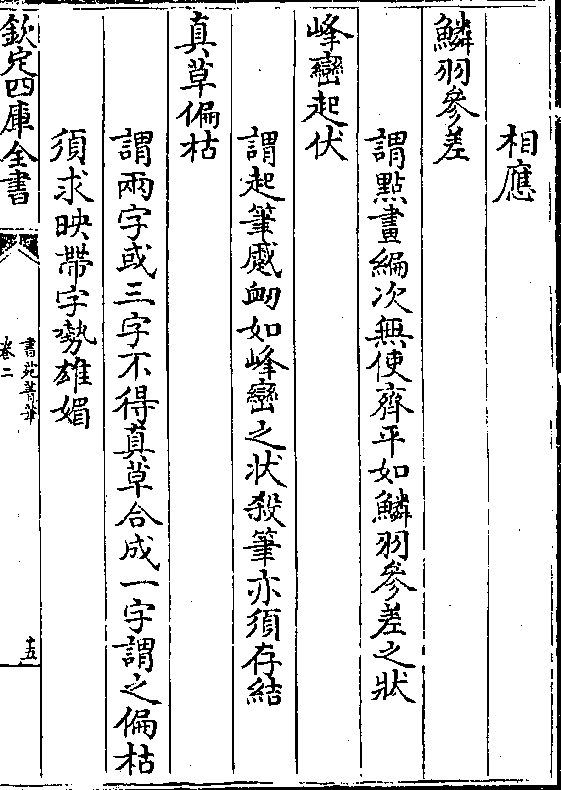 相應
鱗羽參差
謂點畫編次無使齊平如鱗羽參差之狀
峰巒起伏
謂起筆蹙衂如峰巒之状殺筆亦須存結
真草偏枯
謂兩字或三字不得真草合成一字謂之偏枯
須求映帶字勢雄媚
欽定四庫全書
書苑菁華
卷二
十五